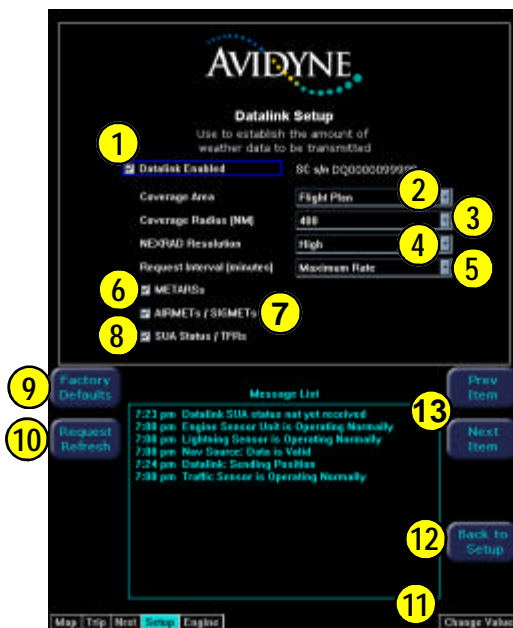 AVIDYNE
Datalink Setup
Use to establish the amount of
weather data to
be transmitted
1
Datalink Enabled
SC s/n DQ0000099999
2
Coverage Area
Flight Plan
3
Coverage Radius (NM)
400
4
NEXRAD Resolution
High
5
Request Interval (minutes)
Maximum Rate
6
METARs
7
AIRMETs / SIGMETs
8
SUA Status / TFRs
9
Factory
Defaults
Message List
Prev
Item
13
10
Request
Refresh
Next
Item
7:23 pm Datalink SUA status not yet received
7:08 pm Engine Sensor Unit is Operating Normally
7:08 pm Lightning Sensor is Operating Normally
7:08 pm Nav Source: Data is Valid
7:24 pm Datalink: Sending Position
7:08 pm Traffic Sensor is Operating Normally
12
Back to
Setup
11
Map Trip Nrst Setup Engine
Change Value